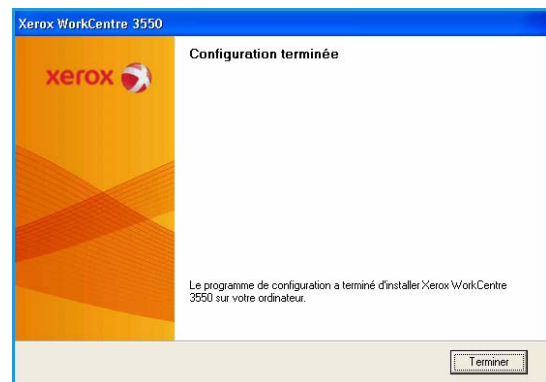 Xerox WorkCentre 3550
xerox
Configuration terminée
Le programme de configuration a terminé d'installer Xerox WorkCentre
3550 sur votre ordinateur.
Terminer